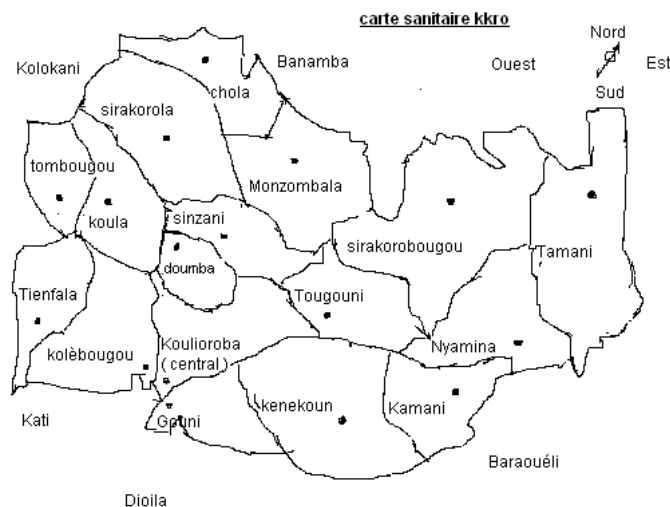 carte sanitaire kkro
Nord
Kolokani
Banamba
Ouest
Est
Sud
chola
sirakorola
tombougou
Monzombala
koula
sinzani
sirakorobougou
Tamani
doumba
Tienfala
Tougouni
kolèbougou
Koulioroba
( central )
Nyamina
kenekoun
Kamani
Gouni
Kati
Baraouéli
Dioila